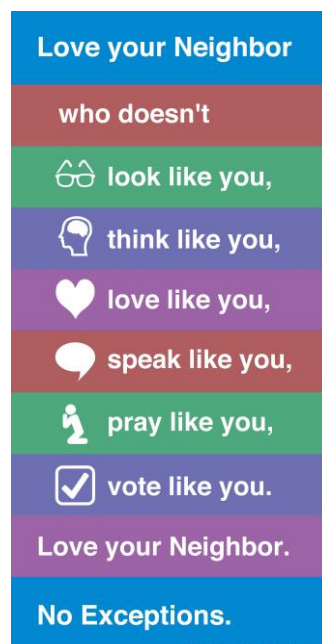 Love your Neighbor
who doesn't
look like you,
think like you,
love like you,
speak like you,
pray like you,
vote like you.
Love your Neighbor.
No Exceptions.